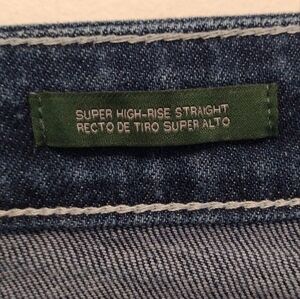 SUPER HIGH-RISE STRAIGHT
RECTO DE TIRO SUPER ALTO